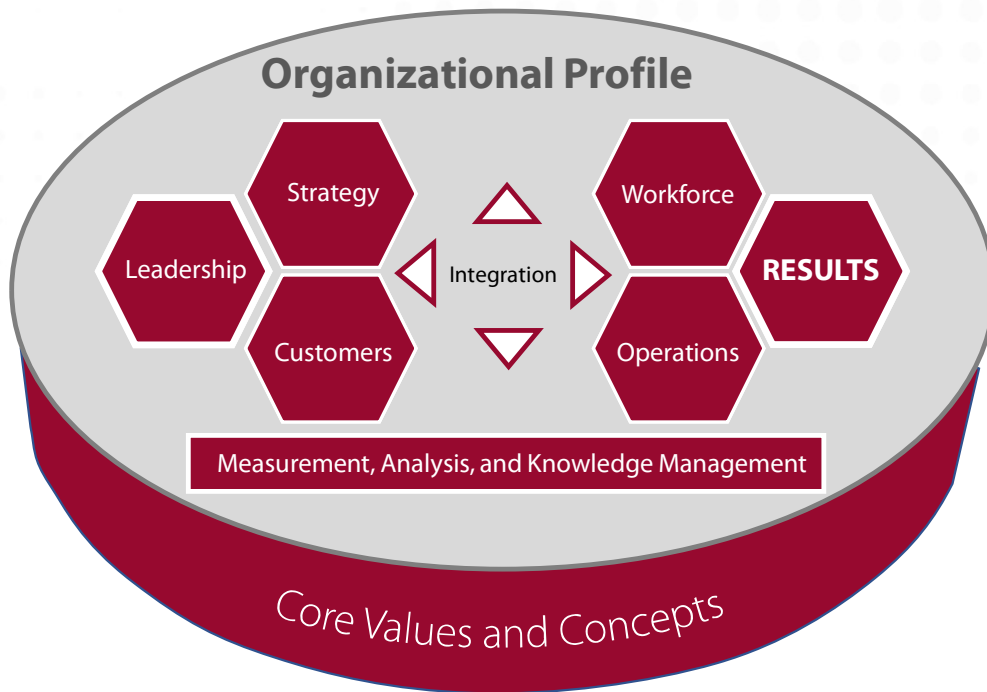 Organizational Profile
Strategy
Workforce
Leadership
Integration
RESULTS
Customers
Operations
Measurement, Analysis, and Knowledge Management
Core Values and Concepts